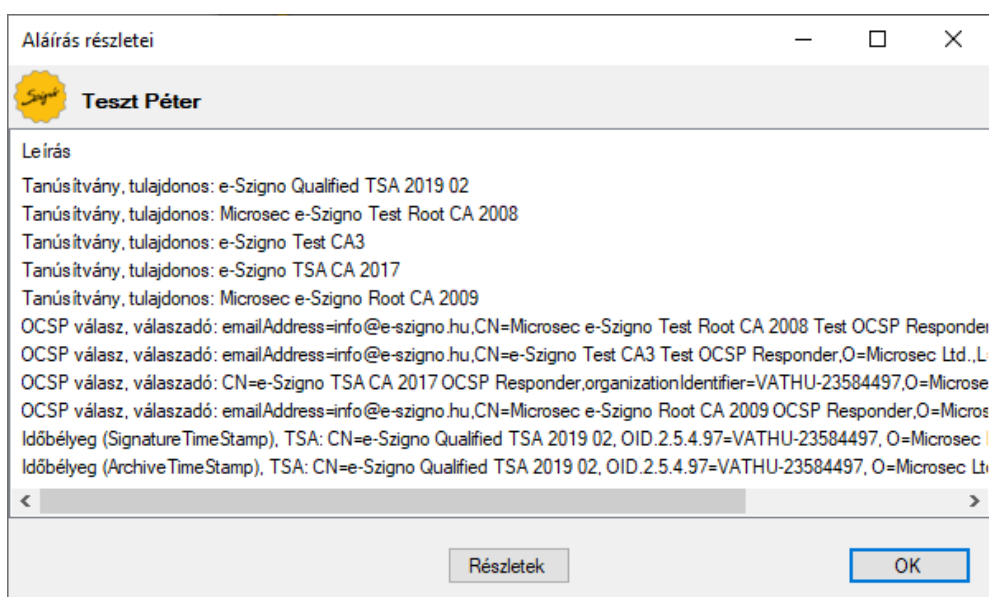 Aláírás részletei
Teszt Péter
Leírás
Tanúsítvány, tulajdonos: e-Szigno Qualified TSA 2019 02
Tanúsítvány, tulajdonos: Microsec e-Szigno Test Root CA 2008
Tanúsítvány, tulajdonos: e-Szigno Test CA3
Tanúsítvány, tulajdonos: e-Szigno TSA CA 2017
Tanúsítvány, tulajdonos: Microsec e-Szigno Root CA 2009
OCSP válasz, válaszadó: emailAddress=info@e-szigno.hu,CN=Microsec e-Szigno Test Root CA 2008 Test OCSP Responder
OCSP válasz, válaszadó: emailAddress=info@e-szigno.hu,CN=e-Szigno Test CA3 Test OCSP Responder,O=Microsec Ltd.,L=
OCSP válasz, válaszadó: CN=e-Szigno TSA CA 2017 OCSP Responder,organizationIdentifier=VATHU-23584497,O=Microse
OCSP válasz, válaszadó: emailAddress=info@e-szigno.hu,CN=Microsec e-Szigno Root CA 2009 OCSP Responder,O=Micros
Időbélyeg (SignatureTimeStamp), TSA: CN=e-Szigno Qualified TSA 2019 02, OID.2.5.4.97=VATHU-23584497, O=Microsec
Időbélyeg (ArchiveTimeStamp), TSA: CN=e-Szigno Qualified TSA 2019 02, OID.2.5.4.97=VATHU-23584497, O=Microsec Lt
Részletek
OK